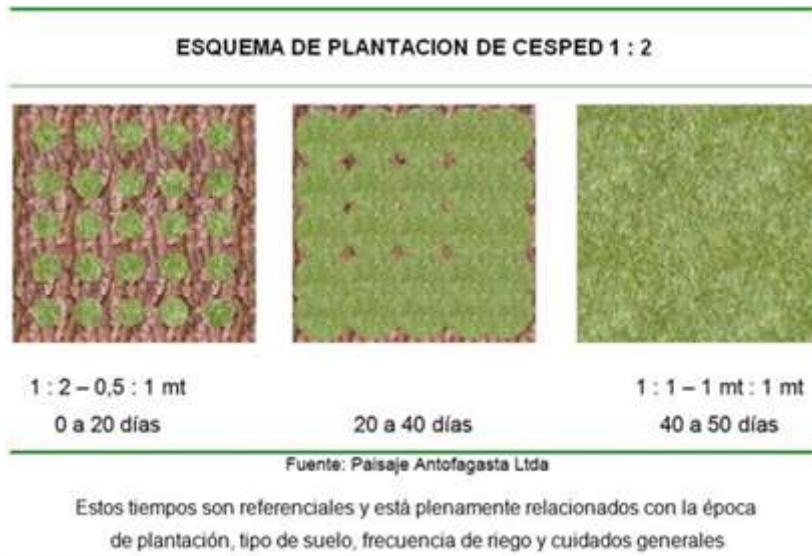 ESQUEMA DE PLANTACION DE CESPED 1 : 2
1 : 2 – 0,5 : 1 mt
1 : 1 – 1 mt : 1 mt
0 a 20 días
20 a 40 días
40 a 50 días
Fuente: Paisaje Antofagasta Ltda
Estos tiempos son referenciales y está plenamente relacionados con la época
de plantación, tipo de suelo, frecuencia de riego y cuidados generales